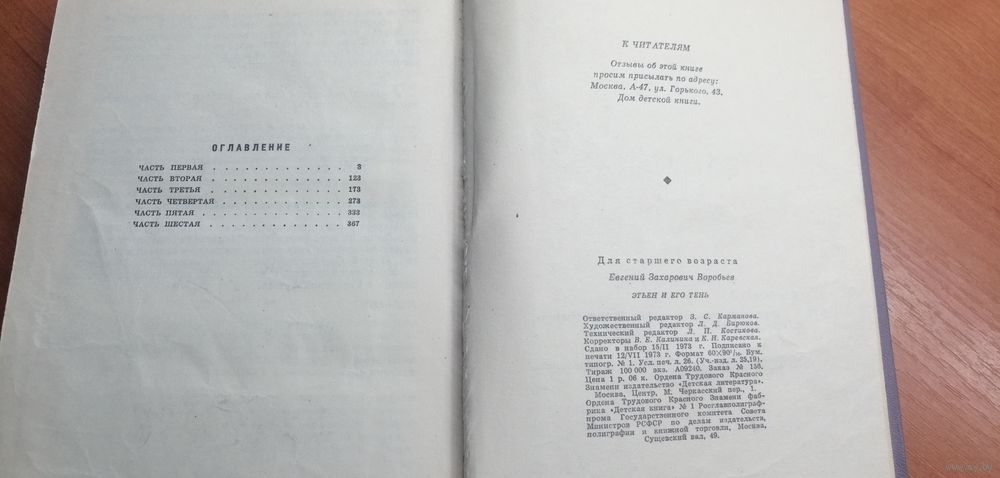 ОГЛАВЛЕНИЕ
ЧАСТЬ ПЕРВАЯ . . . . . . . . . . . . . 3
ЧАСТЬ ВТОРАЯ . . . . . . . . . . . . . 123
ЧАСТЬ ТРЕТЬЯ . . . . . . . . . . . . . 173
ЧАСТЬ ЧЕТВЕРТАЯ . . . . . . . . . . . . 273
ЧАСТЬ ПЯТАЯ . . . . . . . . . . . . . 333
ЧАСТЬ ШЕСТАЯ . . . . . . . . . . . . . 367
К ЧИТАТЕЛЯМ
Отзывы об этой книге
просим присылать по адресу:
Москва, А-47, ул. Горького, 43.
Дом детской книги.
Для старшего возраста
Евгений Захарович Воробьев
ЭТЬЕН И ЕГО ТЕНЬ
Ответственный редактор З. С. Карманова.
Художественный редактор Л. Д. Бирюков.
Технический редактор Л. П. Костикова.
Корректоры В. Е. Калинина и К. И. Каревская.
Сдано в набор 15/II 1973 г. Подписано к
печати 12/VII 1973 г. Формат 60×90¹/₁₆. Бум.
типогр. № 1. Усл. печ. л. 26. (Уч.-изд. л. 25,19).
Тираж 100 000 экз. А09240. Заказ № 156.
Цена 1 р. 06 к. Ордена Трудового Красного
Знамени издательство «Детская литература».
Москва, Центр, М. Черкасский пер., 1.
Ордена Трудового Красного Знамени фаб-
рика «Детская книга» № 1 Росглавполиграф-
прома Государственного комитета Совета
Министров РСФСР по делам издательств,
полиграфии и книжной торговли, Москва,
Сущевский вал, 49.